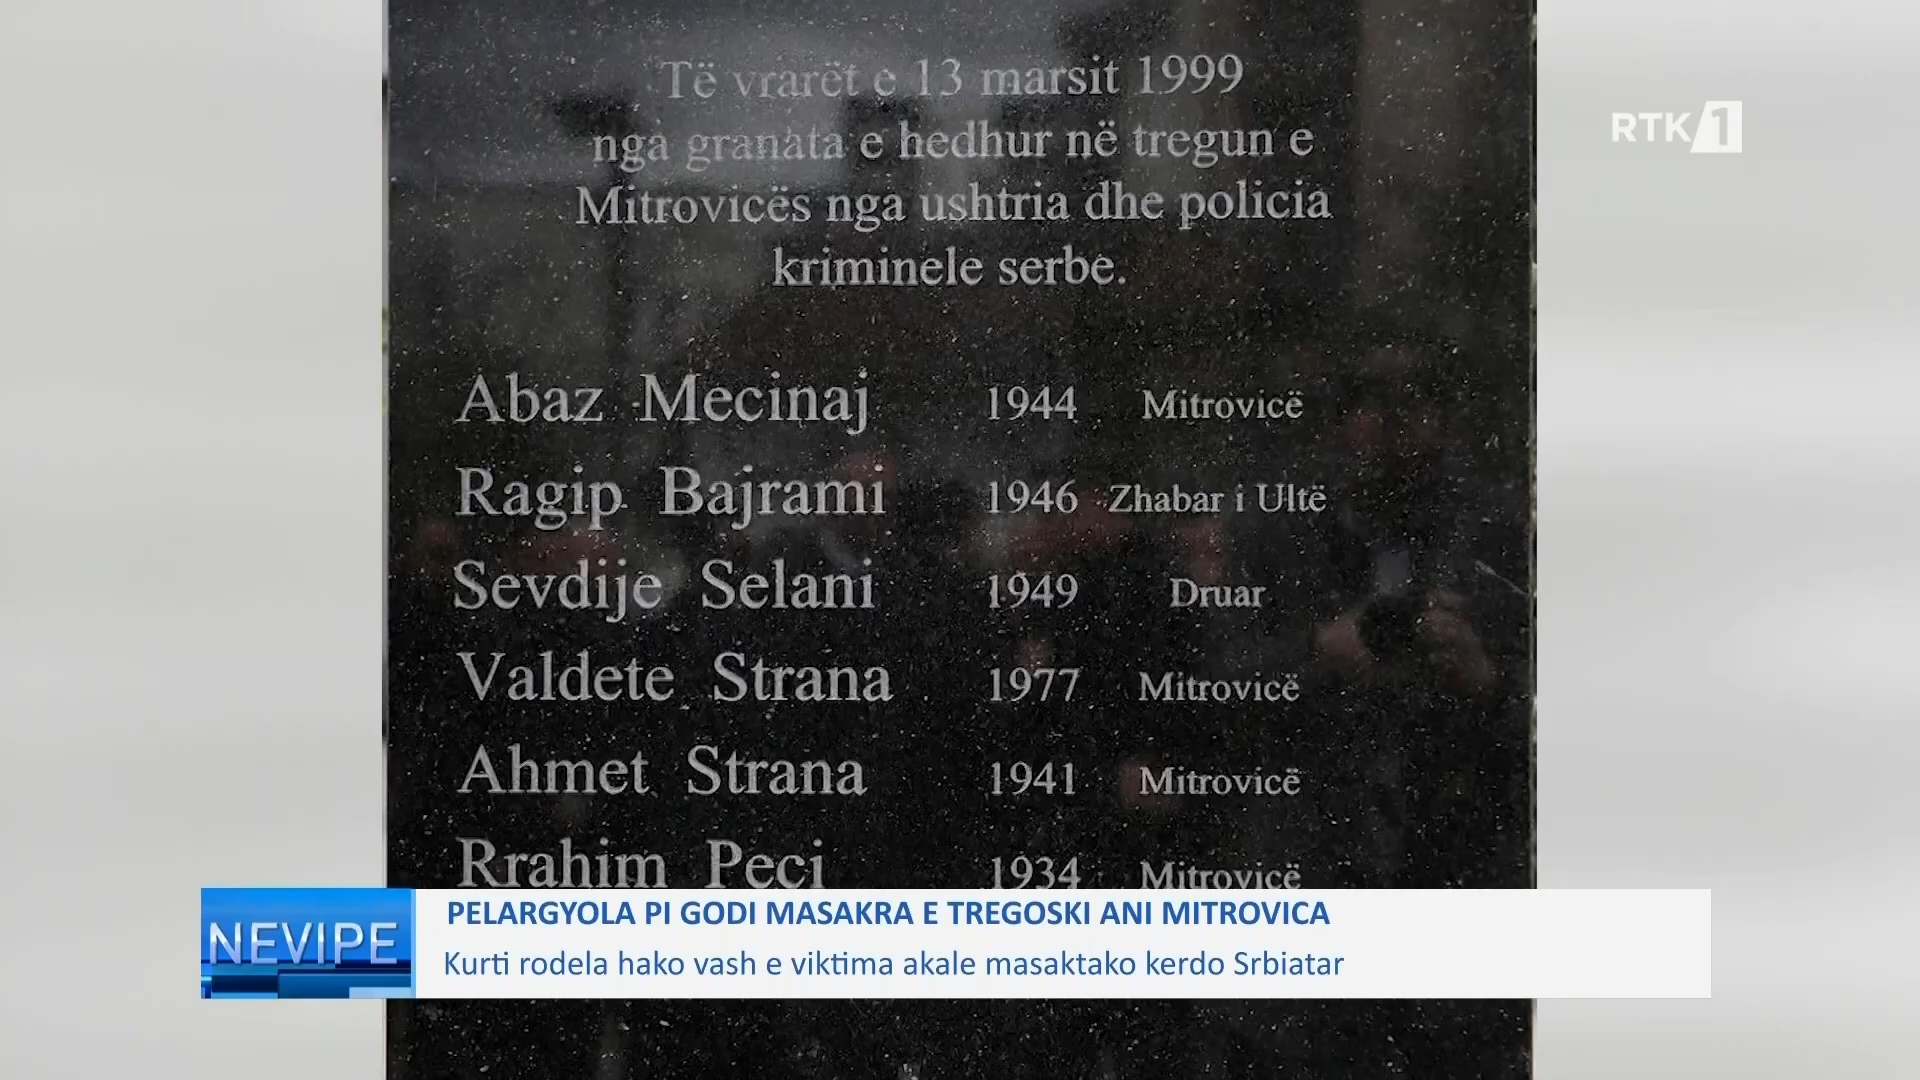 Të vrarët e 13 marsit 1999
nga granata e hedhur në tregun e
Mitrovicës nga ushtria dhe policia
kriminele serbe.
RTK 1
Abaz Mecinaj 1944 Mitrovicë
Ragip Bajrami 1946 Zhabar i Ultë
Sevdije Selani 1949 Druar
Valdete Strana 1977 Mitrovicë
Ahmet Strana 1941 Mitrovicë
Rrahim Peci 1934 Mitrovicë
NEVIPE
PELARGYOLA PI GODI MASAKRA E TREGOSKI ANI MITROVICA
Kurti rodela hako vash e viktima akale masaktako kerdo Srbiatar